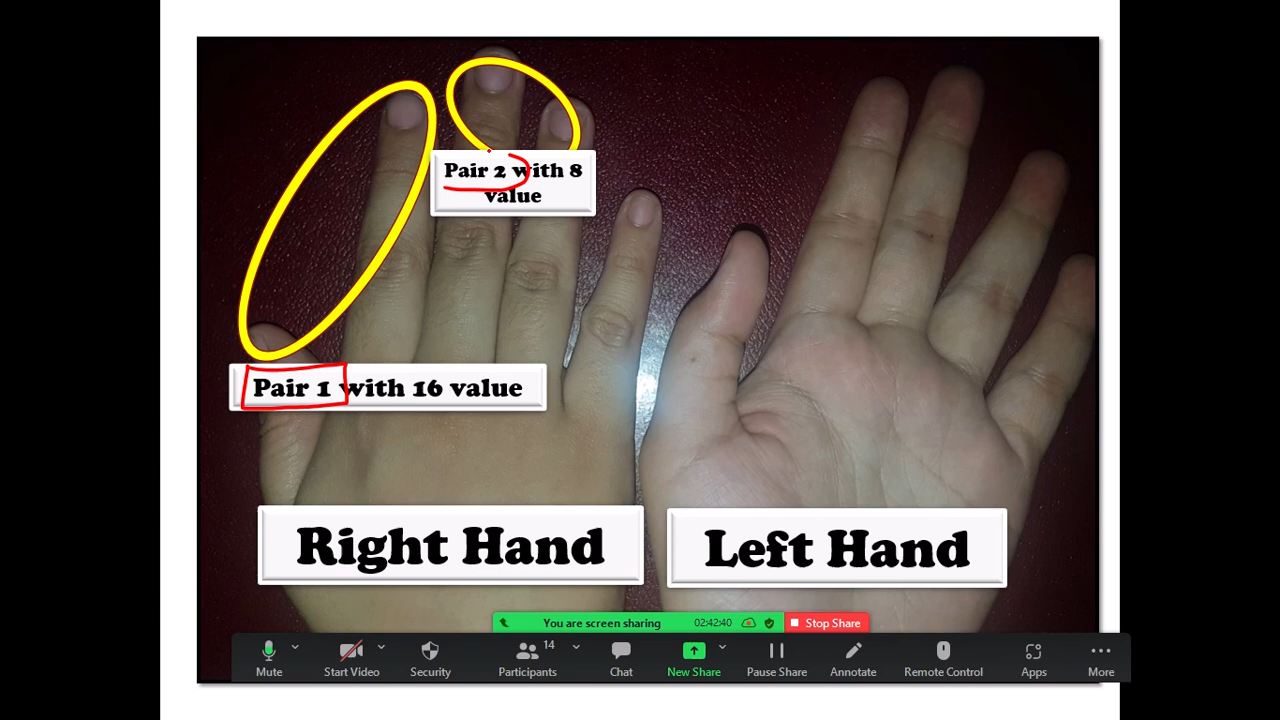 Pair 2 with 8
value
Pair 1 with 16 value
Right Hand
Left Hand
You are screen sharing
02:42:40
Stop Share
Mute
Start Video
Security
14
Participants
Chat
New Share
Pause Share
Annotate
Remote Control
Apps
More